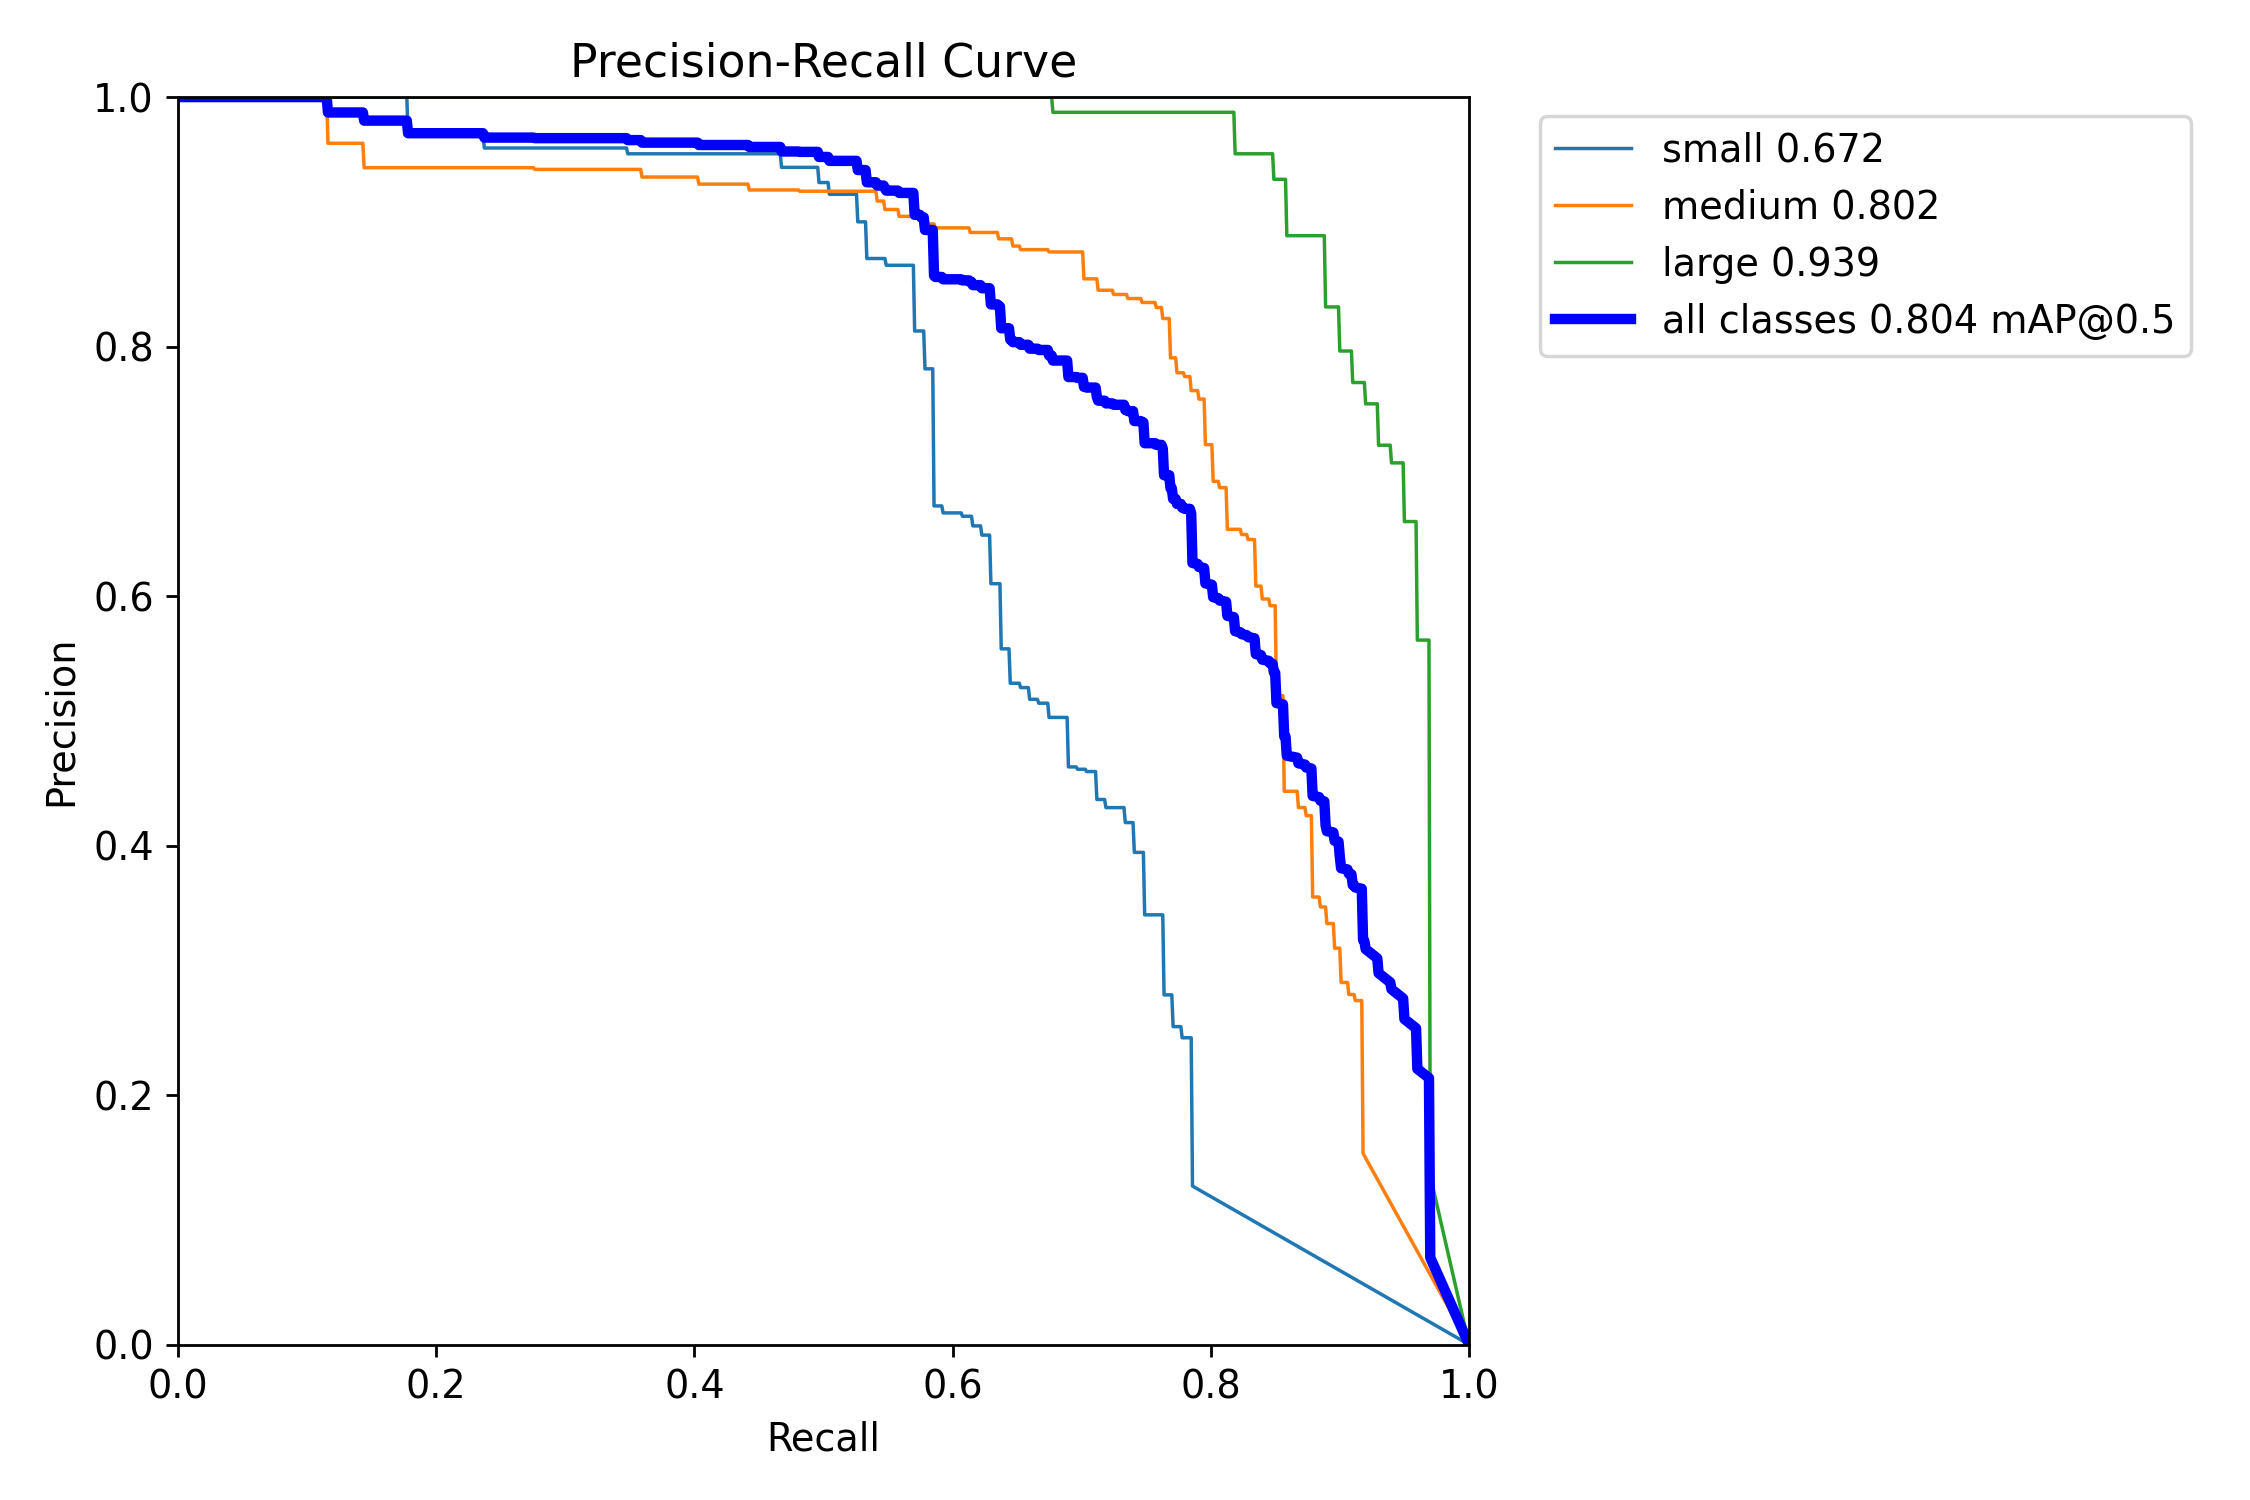 Precision-Recall Curve
1.0
0.8
0.6
0.4
0.2
0.0
Precision
0.0 0.2 0.4 0.6 0.8 1.0
Recall
small 0.672
medium 0.802
large 0.939
all classes 0.804 mAP@0.5